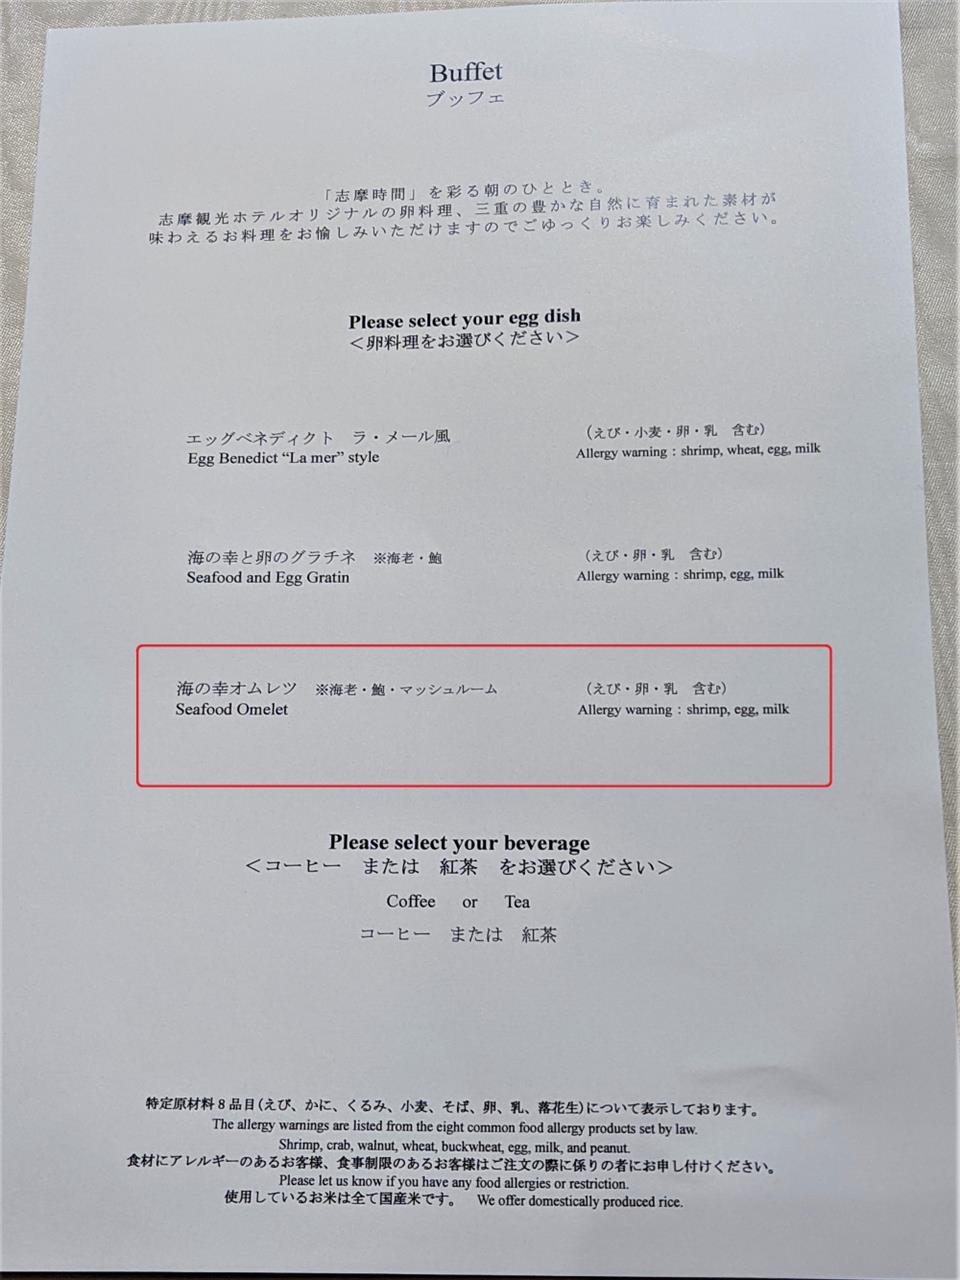 Buffet
ブッフェ
「志摩時間」を彩る朝のひととき。
志摩観光ホテルオリジナルの卵料理、三重の豊かな自然に育まれた素材が
味わえるお料理をお愉しみいただけますのでごゆっくりお楽しみください。
Please select your egg dish
＜卵料理をお選びください＞
エッグベネディクト　ラ・メール風　（えび・小麦・卵・乳　含む）
Egg Benedict “La mer” style　Allergy warning : shrimp, wheat, egg, milk
海の幸と卵のグラチネ　※海老・鮑　（えび・卵・乳　含む）
Seafood and Egg Gratin　Allergy warning : shrimp, egg, milk
海の幸オムレツ　※海老・鮑・マッシュルーム　（えび・卵・乳　含む）
Seafood Omelet　Allergy warning : shrimp, egg, milk
Please select your beverage
＜コーヒー　または　紅茶　をお選びください＞
Coffee or Tea
コーヒー　または　紅茶
特定原材料８品目（えび、かに、くるみ、小麦、そば、卵、乳、落花生）について表示しております。
The allergy warnings are listed from the eight common food allergy products set by law.
Shrimp, crab, walnut, wheat, buckwheat, egg, milk, and peanut.
食材にアレルギーのあるお客様、食事制限のあるお客様はご注文の際に係りの者にお申し付けください。
Please let us know if you have any food allergies or restriction.
使用しているお米は全て国産米です。　We offer domestically produced rice.